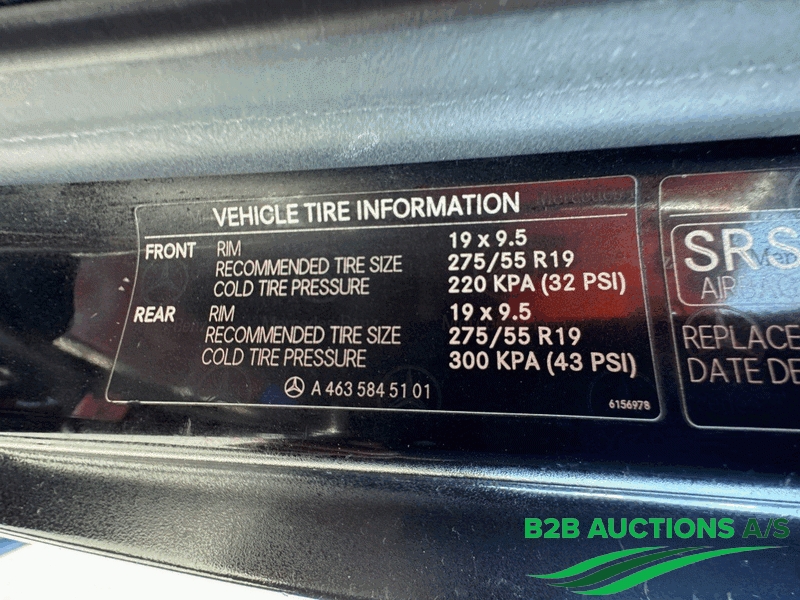 VEHICLE TIRE INFORMATION
FRONT RIM 19 x 9.5
RECOMMENDED TIRE SIZE 275/55 R19
COLD TIRE PRESSURE 220 KPA (32 PSI)
REAR RIM 19 x 9.5
RECOMMENDED TIRE SIZE 275/55 R19
COLD TIRE PRESSURE 300 KPA (43 PSI)
A 463 584 51 01
6156978
SRS
AIR
REPLACE
DATE DE
B2B AUCTIONS A/S